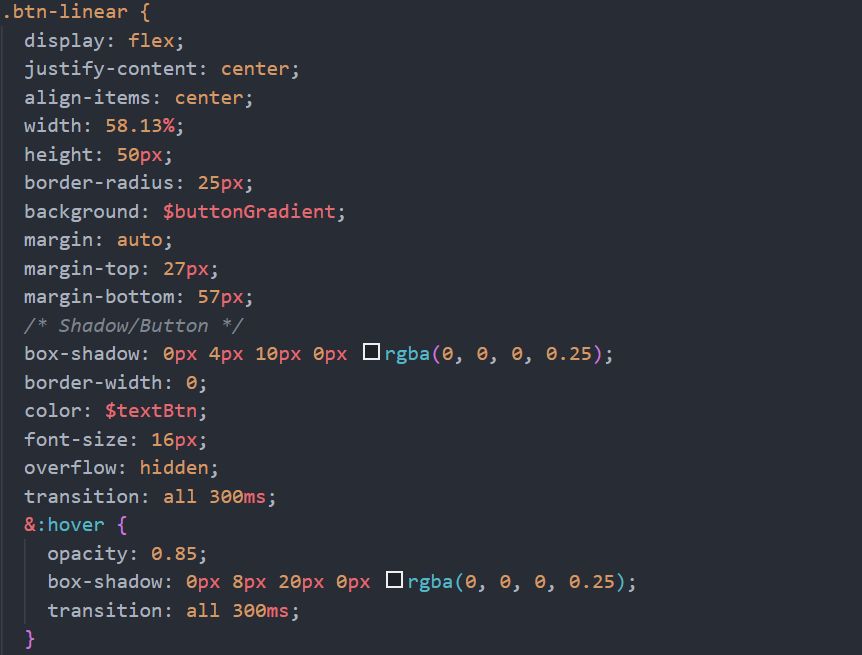 .btn-linear {
  display: flex;
  justify-content: center;
  align-items: center;
  width: 58.13%;
  height: 50px;
  border-radius: 25px;
  background: $buttonGradient;
  margin: auto;
  margin-top: 27px;
  margin-bottom: 57px;
  /* Shadow/Button */
  box-shadow: 0px 4px 10px 0px rgba(0, 0, 0, 0.25);
  border-width: 0;
  color: $textBtn;
  font-size: 16px;
  overflow: hidden;
  transition: all 300ms;
  &:hover {
    opacity: 0.85;
    box-shadow: 0px 8px 20px 0px rgba(0, 0, 0, 0.25);
    transition: all 300ms;
  }